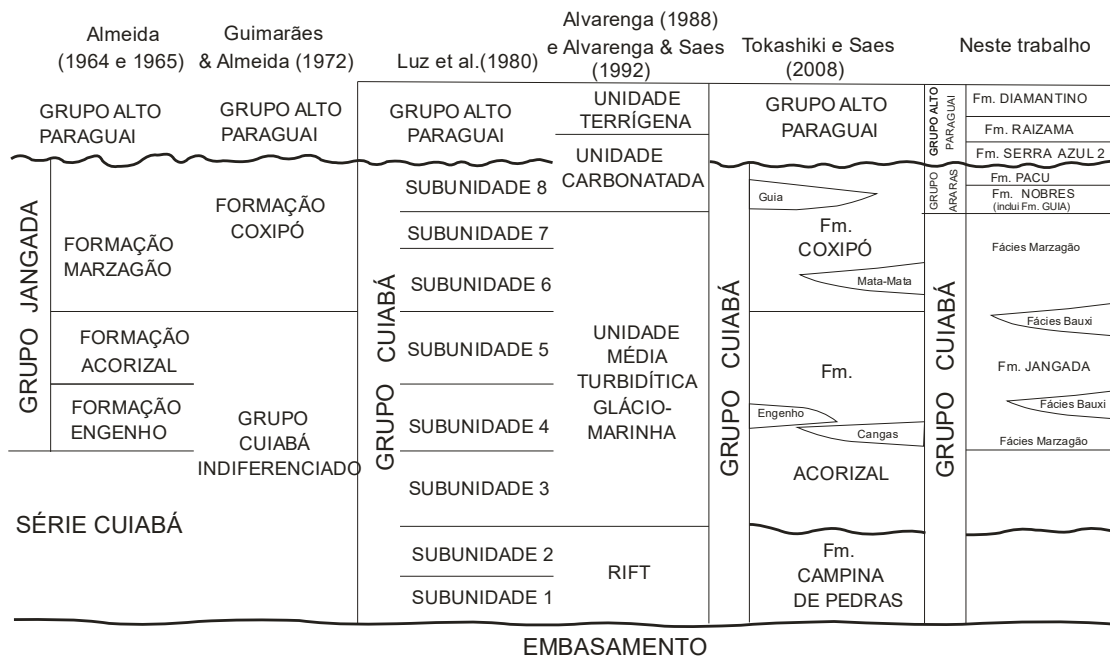 Almeida
(1964 e 1965)
Guimarães
& Almeida (1972)
Luz et al.(1980)
Alvarenga (1988)
e Alvarenga & Saes
(1992)
Tokashiki e Saes
(2008)
Neste trabalho
GRUPO ALTO
PARAGUAI
GRUPO JANGADA
FORMAÇÃO
MARZAGÃO
FORMAÇÃO
ACORIZAL
FORMAÇÃO
ENGENHO
SÉRIE CUIABÁ
GRUPO ALTO
PARAGUAI
FORMAÇÃO
COXIPÓ
GRUPO
CUIABÁ
INDIFERENCIADO
GRUPO ALTO
PARAGUAI
GRUPO CUIABÁ
SUBUNIDADE 8
SUBUNIDADE 7
SUBUNIDADE 6
SUBUNIDADE 5
SUBUNIDADE 4
SUBUNIDADE 3
SUBUNIDADE 2
SUBUNIDADE 1
UNIDADE
TERRÍGENA
UNIDADE
CARBONATADA
UNIDADE
MÉDIA
TURBIDÍTICA
GLÁCIO-
MARINHA
RIFT
GRUPO ALTO
PARAGUAI
GRUPO CUIABÁ
Guia
Fm.
COXIPÓ
Mata-Mata
Fm.
Engenho
Cangas
ACORIZAL
Fm.
CAMPINA
DE PEDRAS
GRUPO ALTO
PARAGUAI
Fm. DIAMANTINO
Fm. RAIZAMA
Fm. SERRA AZUL 2
GRUPO
ARARAS
Fm. PACU
Fm. NOBRES
(inclui Fm. GUIA)
GRUPO CUIABÁ
Fácies Marzagão
Fácies Bauxi
Fm. JANGADA
Fácies Bauxi
Fácies Marzagão
EMBASAMENTO